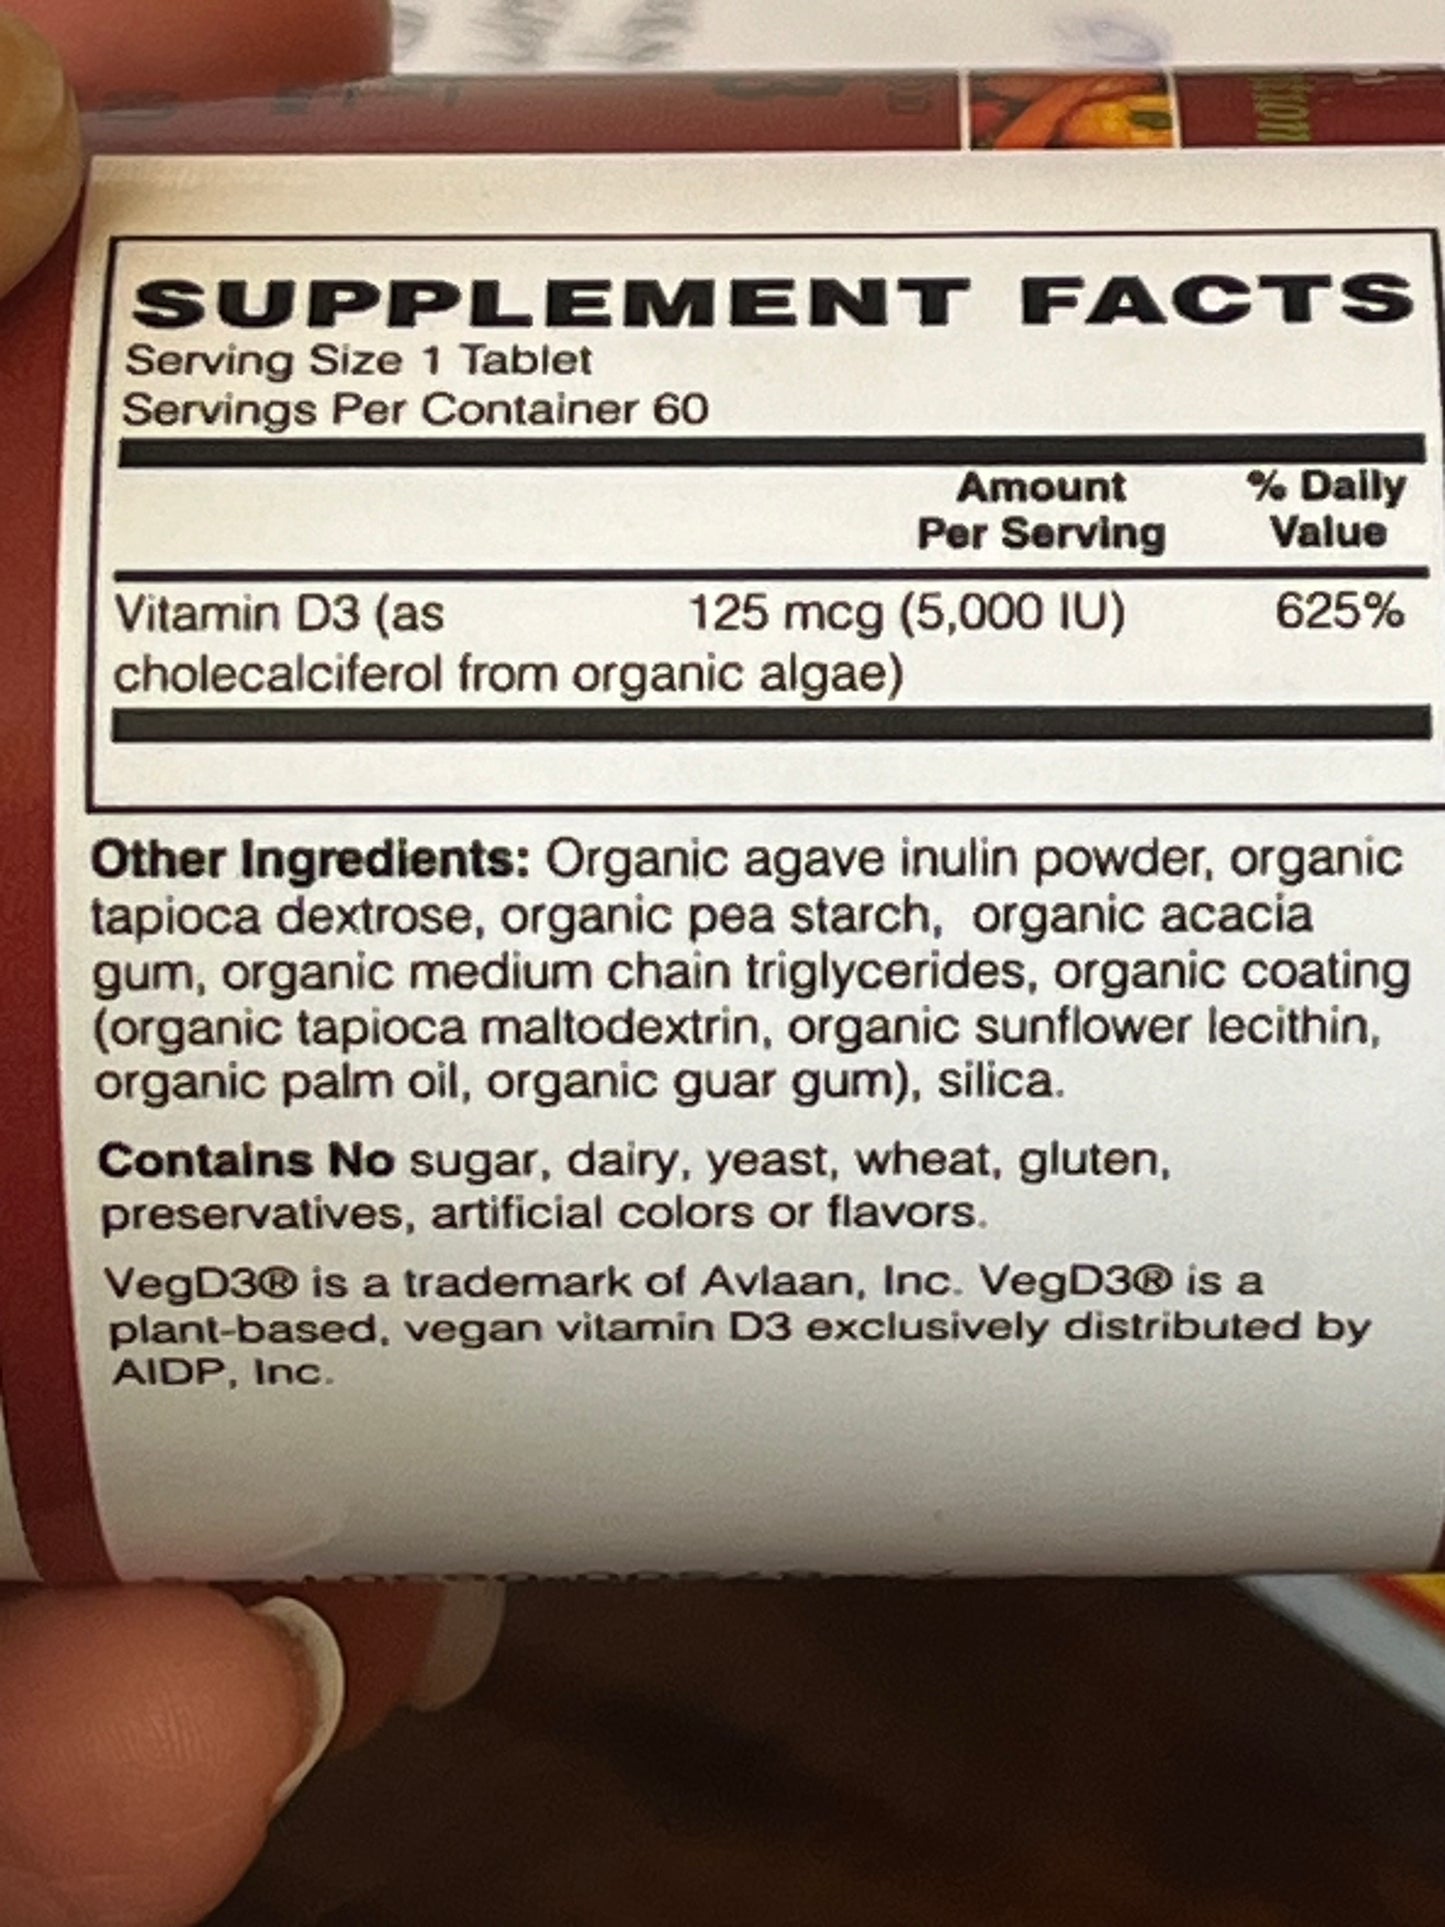 SUPPLEMENT FACTS
Serving Size 1 Tablet
Servings Per Container 60
Amount Per Serving
% Daily Value
Vitamin D3 (as 125 mcg (5,000 IU) 625%
cholecalciferol from organic algae)
Other Ingredients: Organic agave inulin powder, organic
tapioca dextrose, organic pea starch, organic acacia
gum, organic medium chain triglycerides, organic coating
(organic tapioca maltodextrin, organic sunflower lecithin,
organic palm oil, organic guar gum), silica.
Contains No sugar, dairy, yeast, wheat, gluten,
preservatives, artificial colors or flavors.
VegD3® is a trademark of Avlaan, Inc. VegD3® is a
plant-based, vegan vitamin D3 exclusively distributed by
AIDP, Inc.